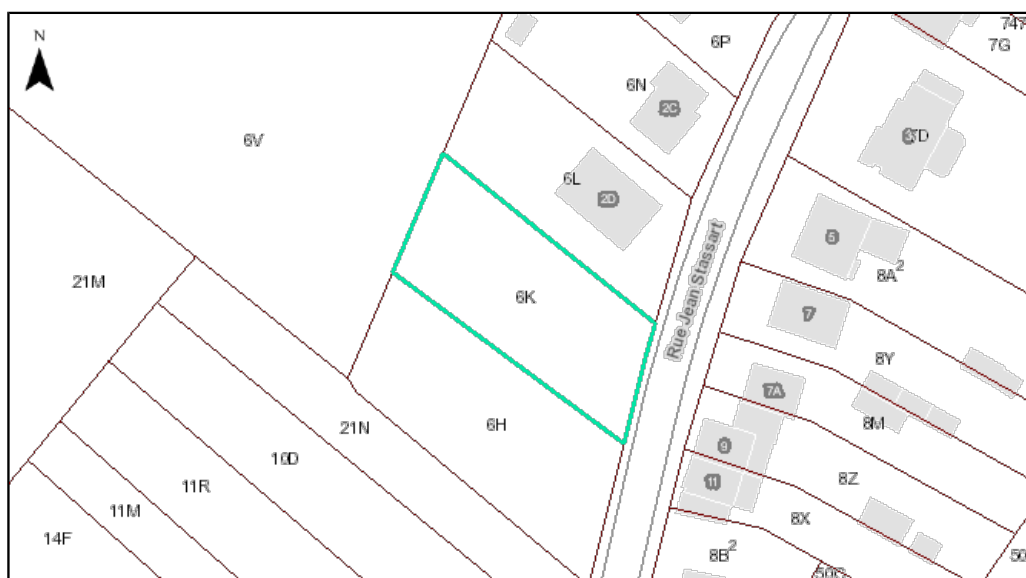 N
6V
6P
6N
2C
6L
2D
7G
5
8A2
21M
6K
Rue Jean Stassart
7
8Y
7A
21N
6H
8M
9
10D
11
8Z
11R
11M
8X
14F
8B2